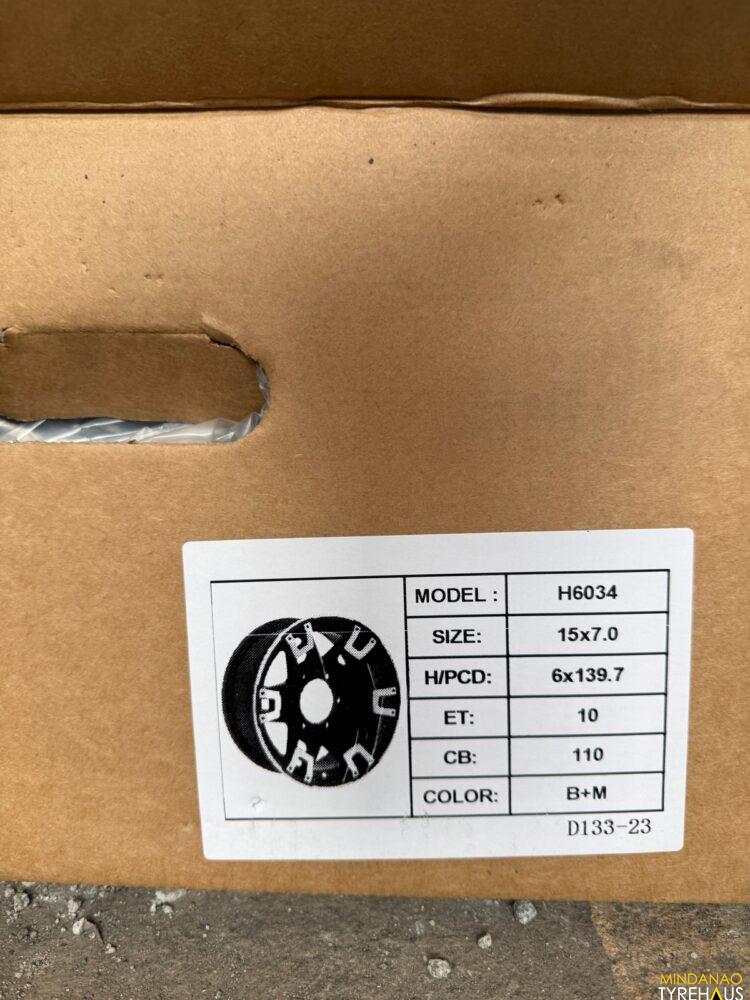 MODEL : H6034
SIZE: 15x7.0
H/PCD: 6x139.7
ET: 10
CB: 110
COLOR: B+M
D133-23
MINDANAO
TYREHAUS